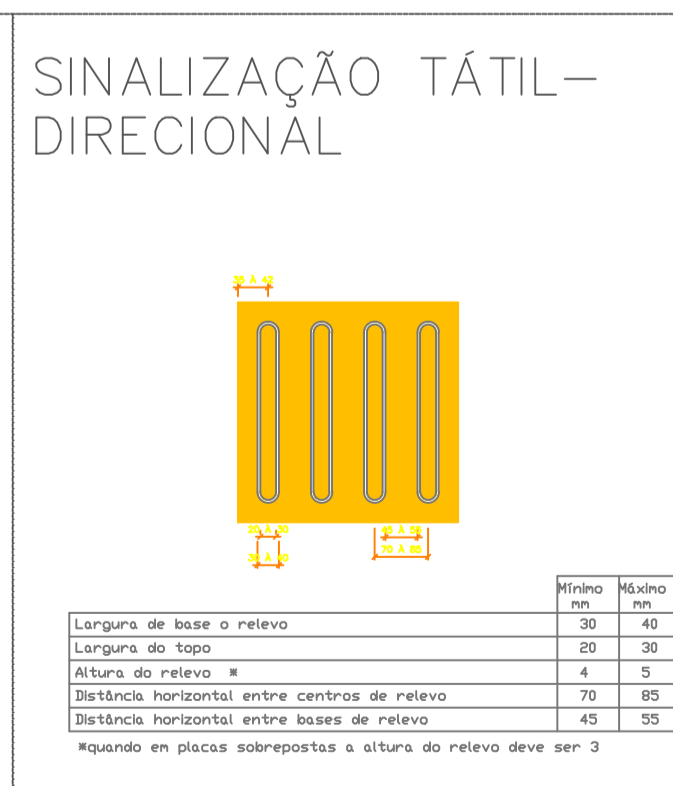 SINALIZAÇÃO TÁTIL-
DIRECIONAL
35 À 42
20 À 30
45 À 55
30 À 40
70 À 85
Mínimo mm Máximo mm
Largura de base o relevo 30 40
Largura do topo 20 30
Altura do relevo * 4 5
Distância horizontal entre centros de relevo 70 85
Distância horizontal entre bases de relevo 45 55
*quando em placas sobrepostas a altura do relevo deve ser 3